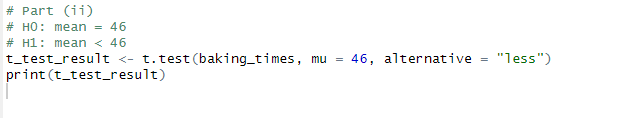 # Part (ii)
# H0: mean = 46
# H1: mean < 46
t_test_result <- t.test(baking_times, mu = 46, alternative = "less")
print(t_test_result)